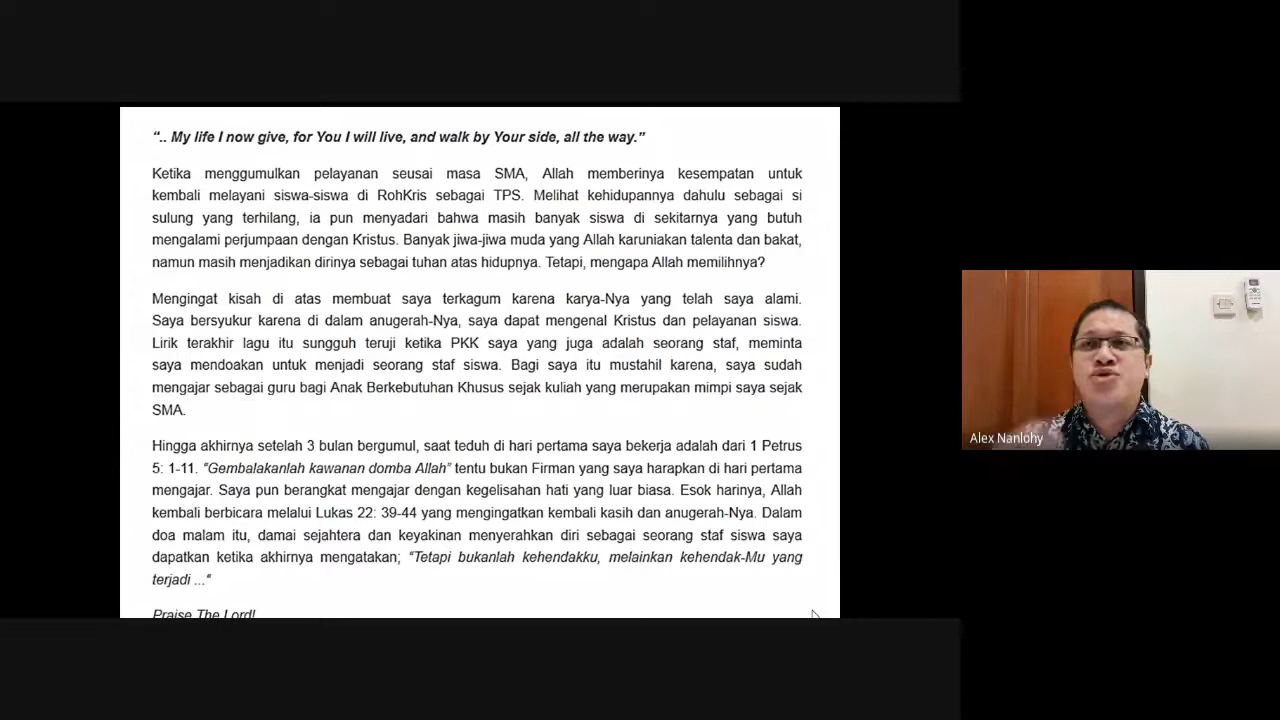 “.. My life I now give, for You I will live, and walk by Your side, all the way.”
Ketika menggumulkan pelayanan seusai masa SMA, Allah memberinya kesempatan untuk
kembali melayani siswa-siswa di RohKris sebagai TPS. Melihat kehidupannya dahulu sebagai si
sulung yang terhilang, ia pun menyadari bahwa masih banyak siswa di sekitarnya yang butuh
mengalami perjumpaan dengan Kristus. Banyak jiwa-jiwa muda yang Allah karuniakan talenta dan bakat,
namun masih menjadikan dirinya sebagai tuhan atas hidupnya. Tetapi, mengapa Allah memilihnya?
Mengingat kisah di atas membuat saya terkagum karena karya-Nya yang telah saya alami.
Saya bersyukur karena di dalam anugerah-Nya, saya dapat mengenal Kristus dan pelayanan siswa.
Lirik terakhir lagu itu sungguh teruji ketika PKK saya yang juga adalah seorang staf, meminta
saya mendoakan untuk menjadi seorang staf siswa. Bagi saya itu mustahil karena, saya sudah
mengajar sebagai guru bagi Anak Berkebutuhan Khusus sejak kuliah yang merupakan mimpi saya sejak
SMA.
Hingga akhirnya setelah 3 bulan bergumul, saat teduh di hari pertama saya bekerja adalah dari 1 Petrus
5: 1-11. “Gembalakanlah kawanan domba Allah” tentu bukan Firman yang saya harapkan di hari pertama
mengajar. Saya pun berangkat mengajar dengan kegelisahan hati yang luar biasa. Esok harinya, Allah
kembali berbicara melalui Lukas 22: 39-44 yang mengingatkan kembali kasih dan anugerah-Nya. Dalam
doa malam itu, damai sejahtera dan keyakinan menyerahkan diri sebagai seorang staf siswa saya
dapatkan ketika akhirnya mengatakan; “Tetapi bukanlah kehendakku, melainkan kehendak-Mu yang
terjadi ...“
Praise The Lord!
Alex Nanlohy